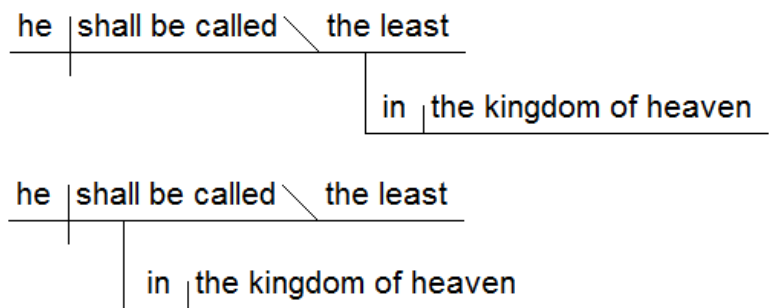 he shall be called the least
in the kingdom of heaven
he shall be called the least
in the kingdom of heaven